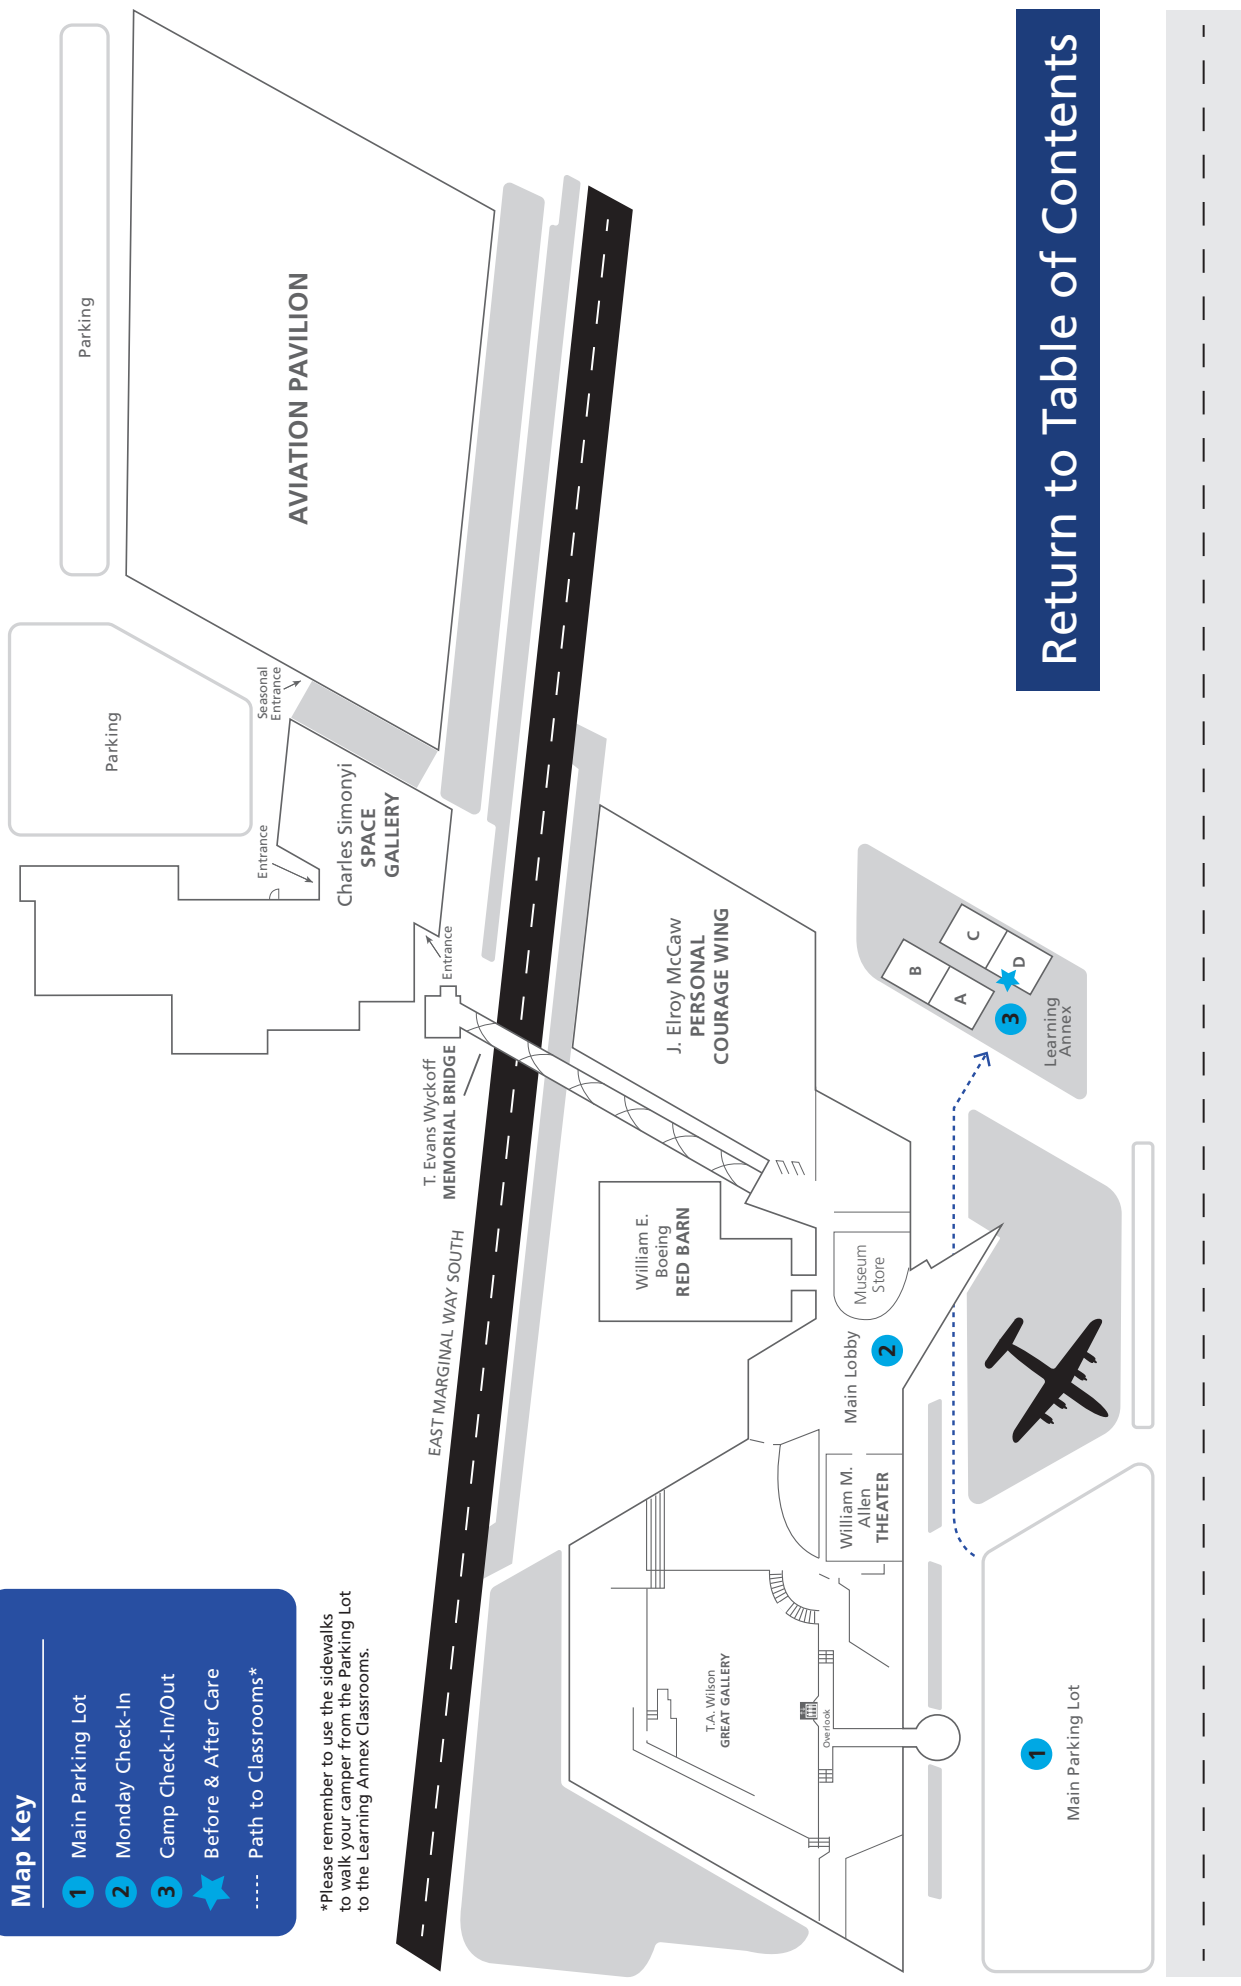 Map Key
1 Main Parking Lot
2 Monday Check-In
3 Camp Check-In/Out
Before & After Care
Path to Classrooms*
*Please remember to use the sidewalks
to walk your camper from the Parking Lot
to the Learning Annex Classrooms.
Parking
Parking
AVIATION PAVILION
Seasonal
Entrance
Entrance
Charles Simonyi
SPACE
GALLERY
Entrance
T. Evans Wyckoff
MEMORIAL BRIDGE
EAST MARGINAL WAY SOUTH
J. Elroy McCaw
PERSONAL
COURAGE WING
William E.
Boeing
RED BARN
Museum
Store
Main Lobby
2
William M.
Allen
THEATER
T.A. Wilson
GREAT GALLERY
Overlook
B
A
C
D
3
Learning
Annex
1
Main Parking Lot
Return to Table of Contents